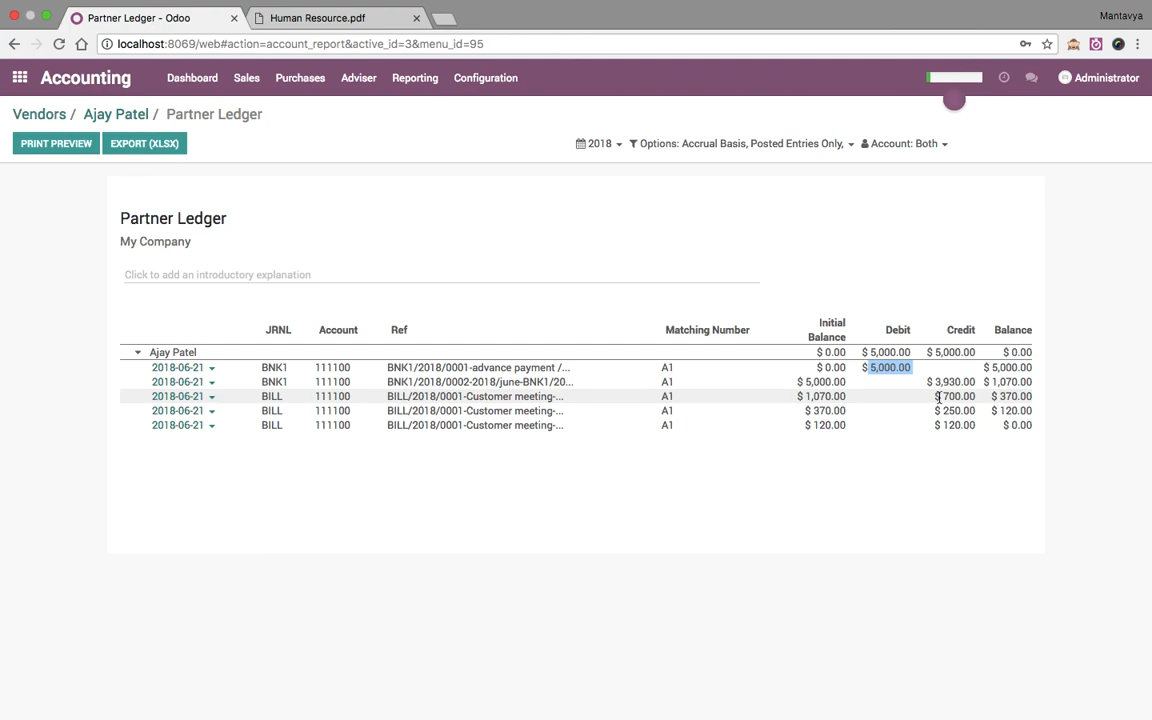 Partner Ledger - Odoo
Human Resource.pdf
Mantavya
localhost:8069/web#action=account_report&active_id=3&menu_id=95
Accounting Dashboard Sales Purchases Adviser Reporting Configuration Administrator
Vendors / Ajay Patel / Partner Ledger
PRINT PREVIEW EXPORT (XLSX) 2018 Options: Accrual Basis, Posted Entries Only, Account: Both
Partner Ledger
My Company
Click to add an introductory explanation
JRNL Account Ref Matching Number Initial Balance Debit Credit Balance
Ajay Patel $ 0.00 $ 5,000.00 $ 5,000.00 $ 0.00
2018-06-21 BNK1 111100 BNK1/2018/0001-advance payment /... A1 $ 0.00 $ 5,000.00 $ 5,000.00
2018-06-21 BNK1 111100 BNK1/2018/0002-2018/june-BNK1/20... A1 $ 5,000.00 $ 3,930.00 $ 1,070.00
2018-06-21 BILL 111100 BILL/2018/0001-Customer meeting-... A1 $ 1,070.00 $ 700.00 $ 370.00
2018-06-21 BILL 111100 BILL/2018/0001-Customer meeting-... A1 $ 370.00 $ 250.00 $ 120.00
2018-06-21 BILL 111100 BILL/2018/0001-Customer meeting-... A1 $ 120.00 $ 120.00 $ 0.00